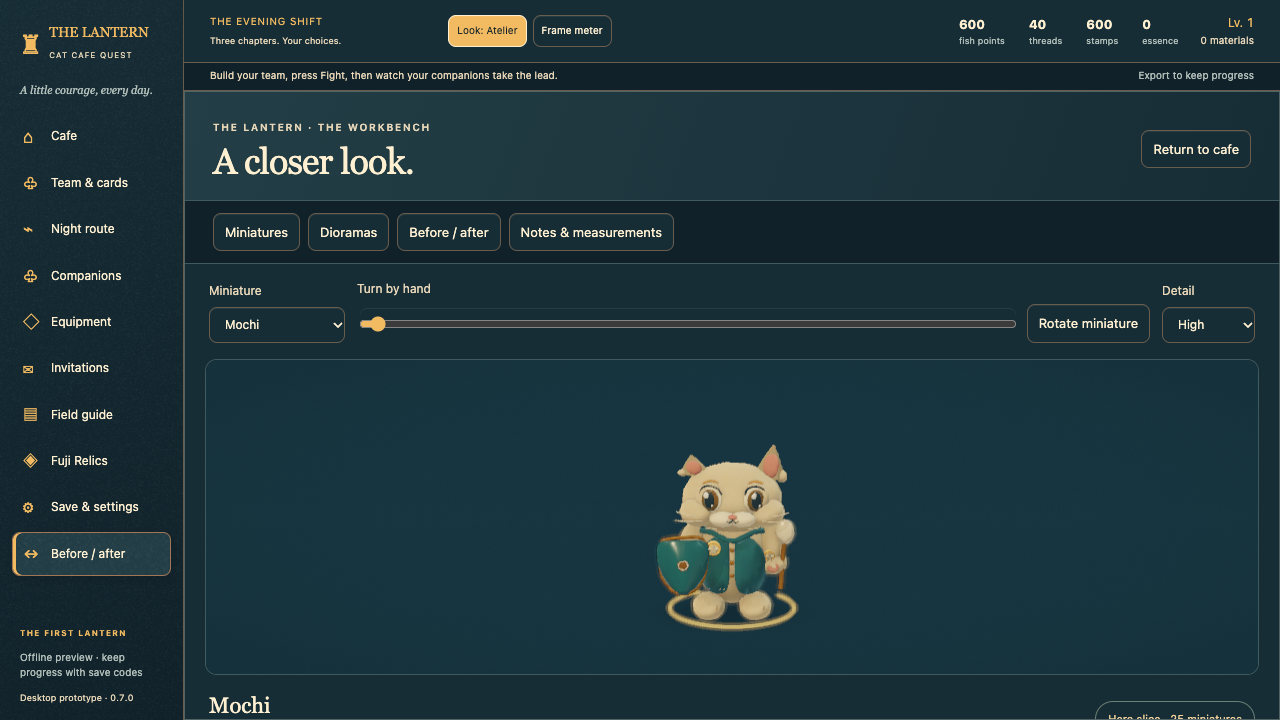 THE LANTERN
CAT CAFE QUEST
A little courage, every day.
Cafe
Team & cards
Night route
Companions
Equipment
Invitations
Field guide
Fuji Relics
Save & settings
Before / after
THE FIRST LANTERN
Offline preview · keep
progress with save codes
Desktop prototype · 0.7.0
THE EVENING SHIFT
Three chapters. Your choices.
Look: Atelier
Frame meter
600
fish points
40
threads
600
stamps
0
essence
Lv. 1
0 materials
Build your team, press Fight, then watch your companions take the lead.
Export to keep progress
THE LANTERN · THE WORKBENCH
A closer look.
Return to cafe
Miniatures
Dioramas
Before / after
Notes & measurements
Miniature
Mochi
Turn by hand
Rotate miniature
Detail
High
Mochi
Hero slice · 25 miniatures